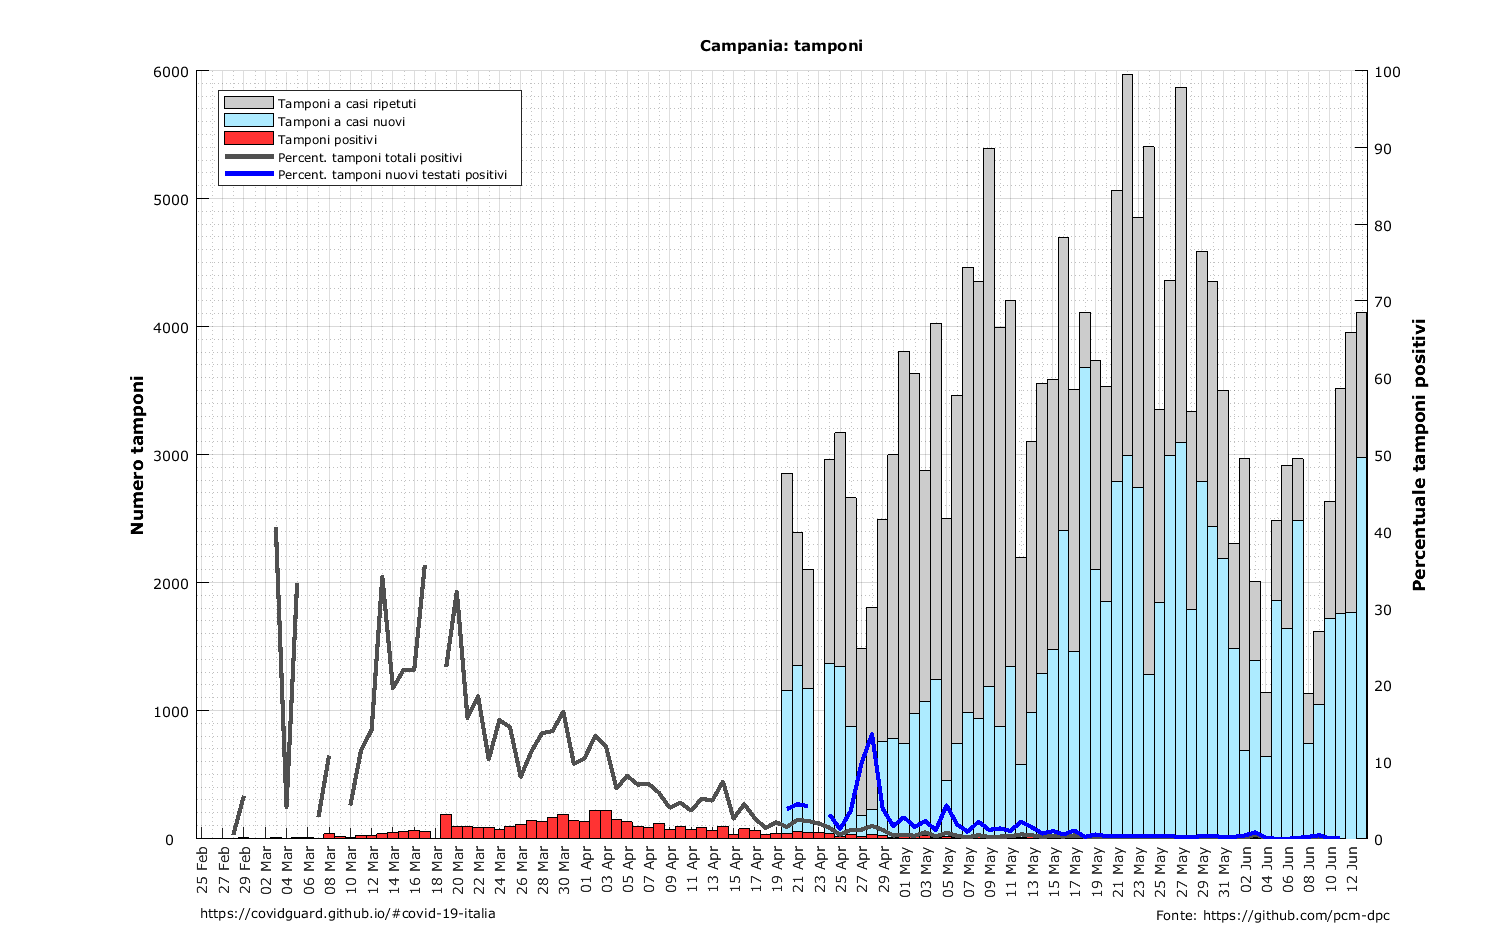 Campania: tamponi
6000
5000
4000
3000
2000
1000
0
100
90
80
70
60
50
40
30
20
10
0
Numero tamponi
Percentuale tamponi positivi
Tamponi a casi ripetuti
Tamponi a casi nuovi
Tamponi positivi
Percent. tamponi totali positivi
Percent. tamponi nuovi testati positivi
25 Feb
27 Feb
29 Feb
02 Mar
04 Mar
06 Mar
08 Mar
10 Mar
12 Mar
14 Mar
16 Mar
18 Mar
20 Mar
22 Mar
24 Mar
26 Mar
28 Mar
30 Mar
01 Apr
03 Apr
05 Apr
07 Apr
09 Apr
11 Apr
13 Apr
15 Apr
17 Apr
19 Apr
21 Apr
23 Apr
25 Apr
27 Apr
29 Apr
01 May
03 May
05 May
07 May
09 May
11 May
13 May
15 May
17 May
19 May
21 May
23 May
25 May
27 May
29 May
31 May
02 Jun
04 Jun
06 Jun
08 Jun
10 Jun
12 Jun
https://covidguard.github.io/#covid-19-italia
Fonte: https://github.com/pcm-dpc